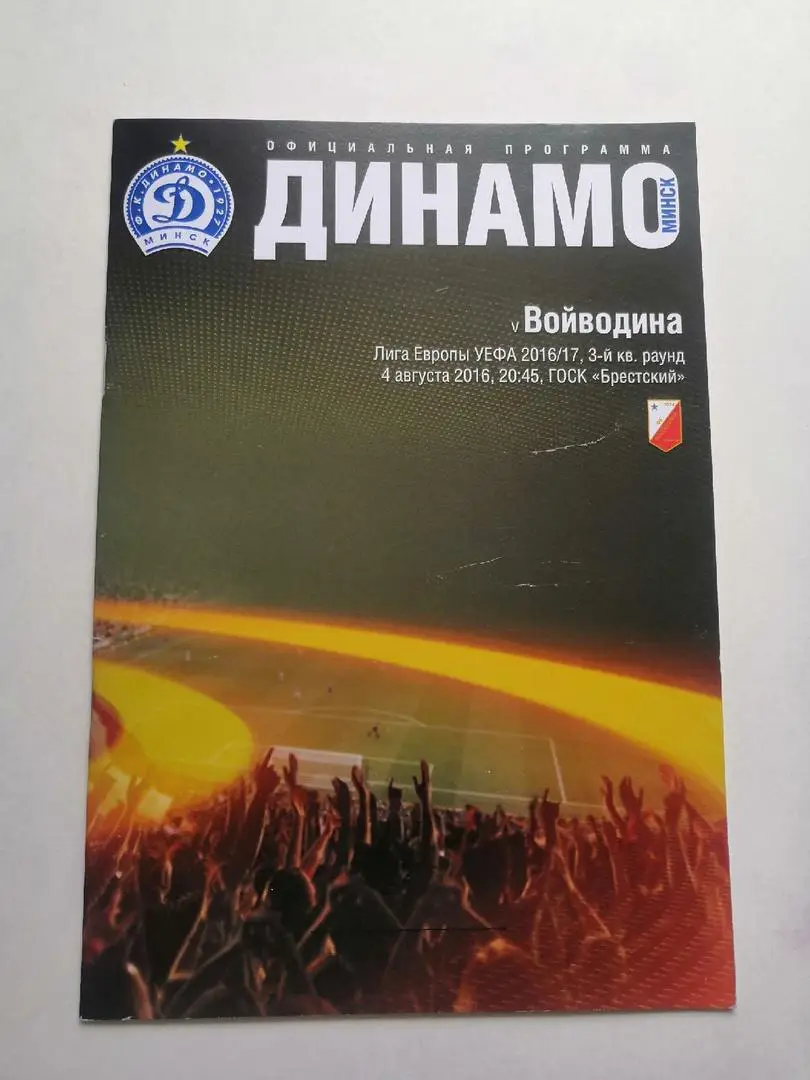 ОФИЦИАЛЬНАЯ ПРОГРАММА
ДИНАМО
МИНСК
Ф.К. ДИНАМО • 1927
МИНСК
v Войводина
Лига Европы УЕФА 2016/17, 3-й кв. раунд
4 августа 2016, 20:45, ГОСК «Брестский»